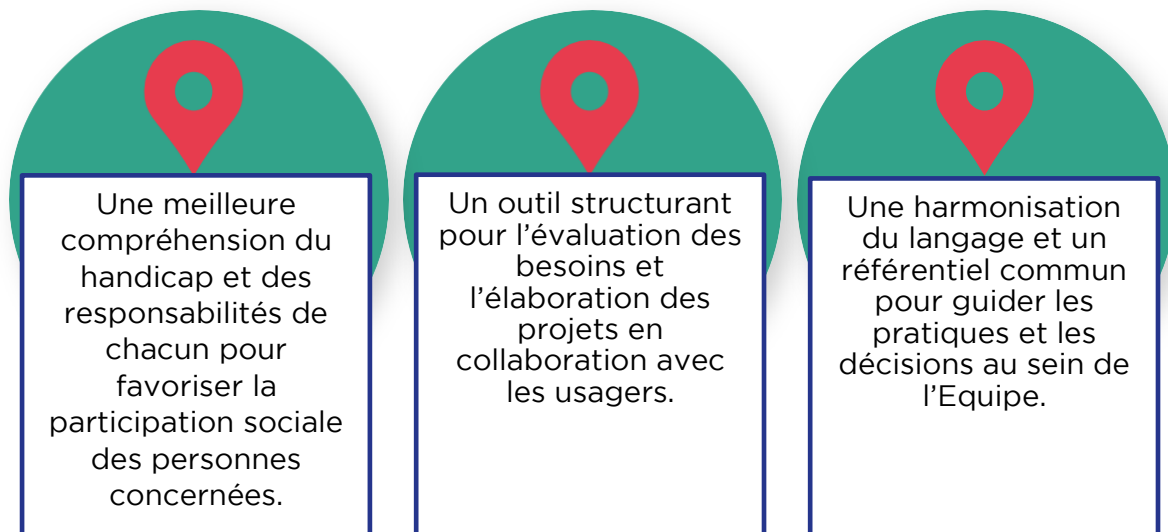 Une meilleure
compréhension du
handicap et des
responsabilités de
chacun pour
favoriser la
participation sociale
des personnes
concernées.
Un outil structurant
pour l’évaluation des
besoins et
l’élaboration des
projets en
collaboration avec
les usagers.
Une harmonisation
du langage et un
référentiel commun
pour guider les
pratiques et les
décisions au sein de
l’Equipe.